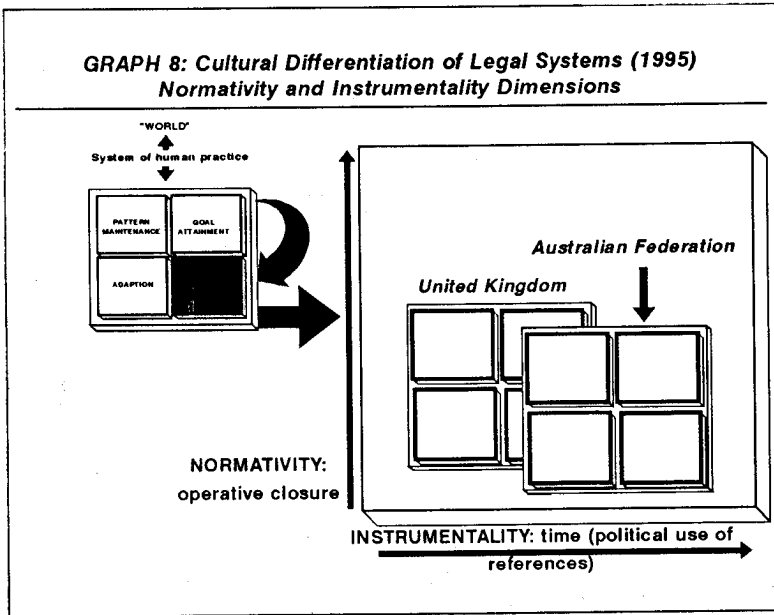 GRAPH 8: Cultural Differentiation of Legal Systems (1995)
Normativity and Instrumentality Dimensions
"WORLD"
System of human practice
PATTERN
MAINTENANCE
GOAL
ATTAINMENT
ADAPTION
United Kingdom
Australian Federation
NORMATIVITY:
operative closure
INSTRUMENTALITY: time (political use of
references)